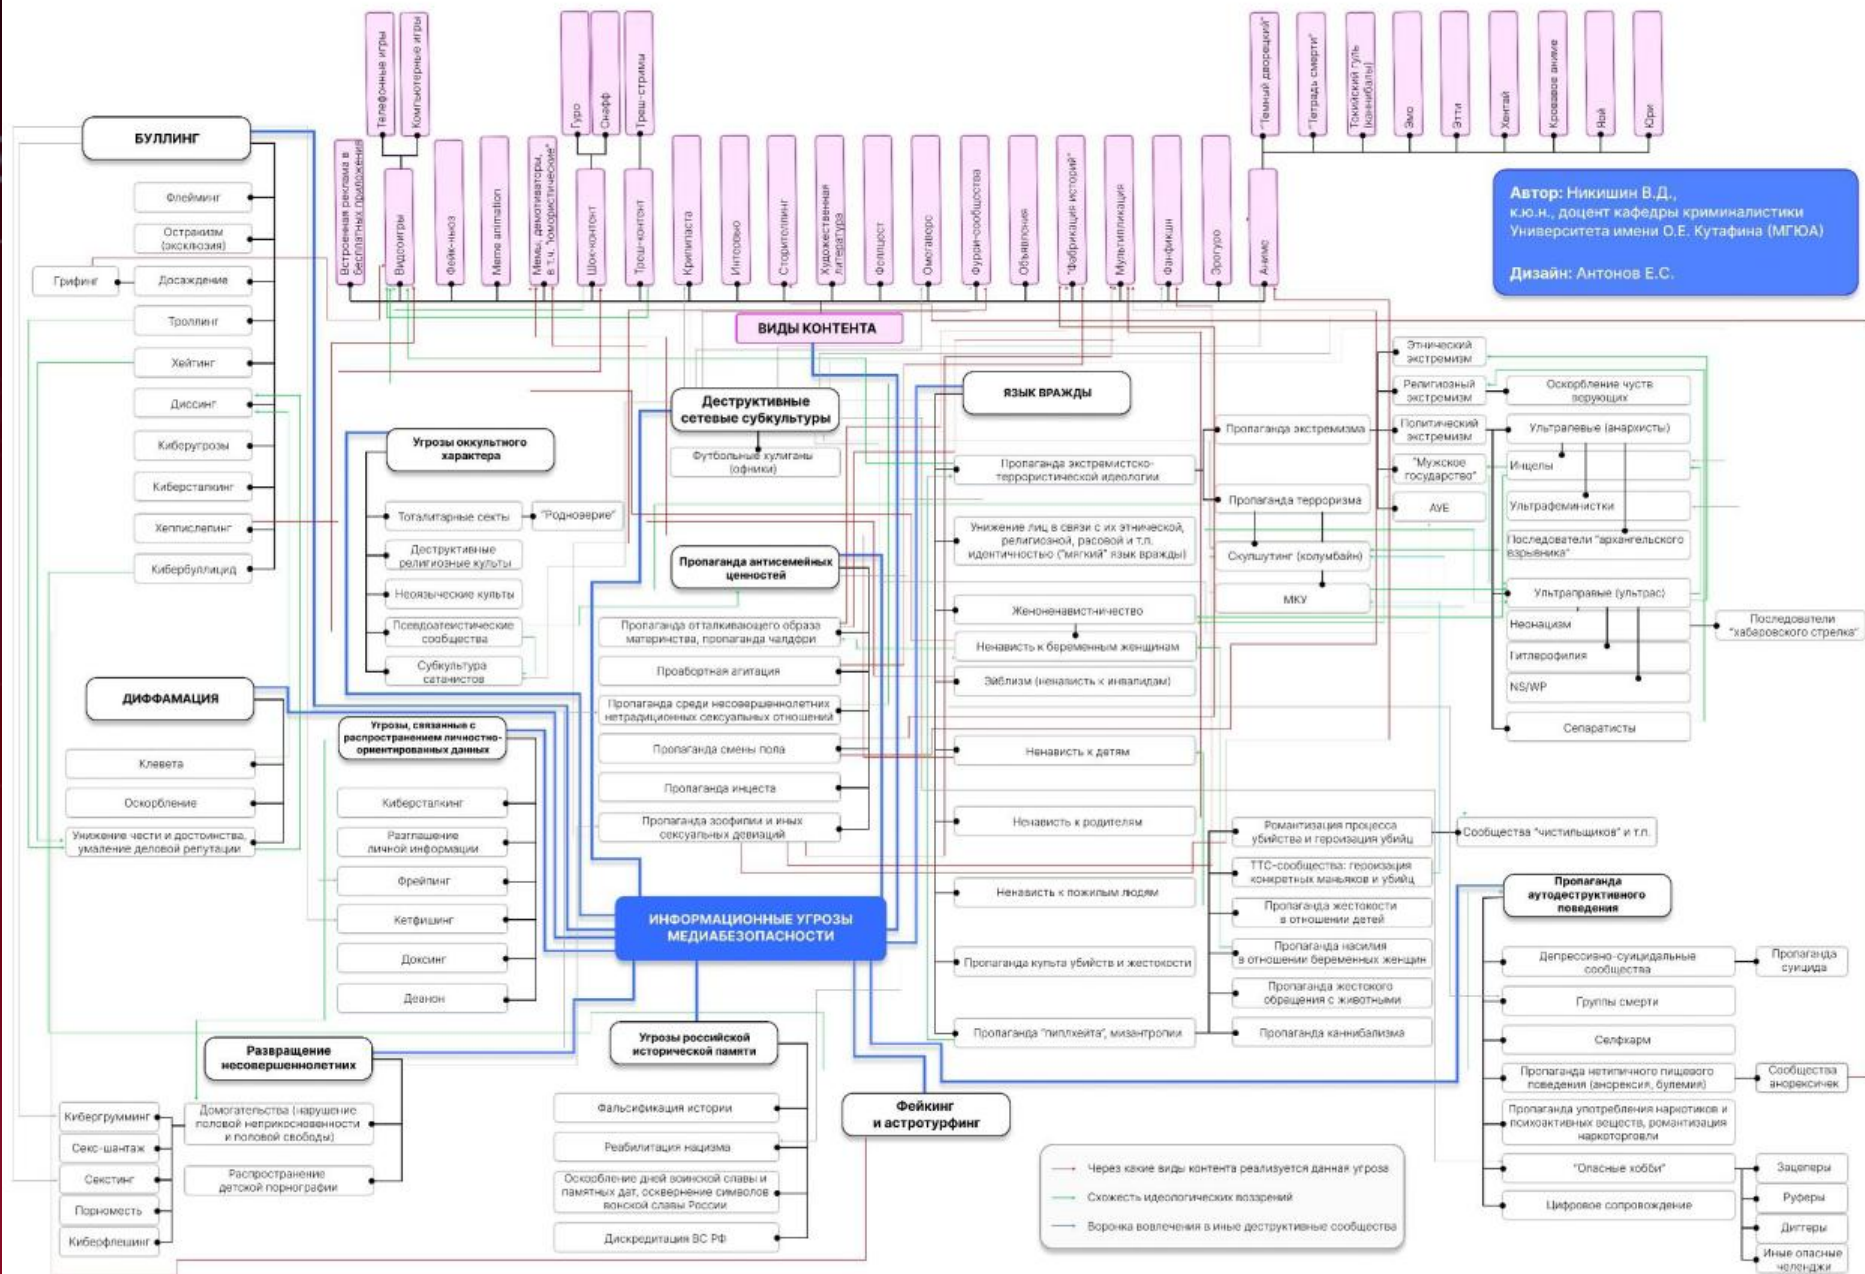 Телефонные игры
Компьютерные игры
Гуро
Снафф
Треш-стримы
"Темный дворецкий"
"Тетрадь смерти"
Токийский гуль
(каннибалы)
Эмо
Этти
Хентай
Кровавое аниме
Яой
Юри
Встроенная реклама в
бесплатных приложениях
Видеоигры
Фейк-ньюз
Meme animation
Мемы, демотиваторы,
в т.ч. "юмористические"
Шок-контент
Треш-контент
Крипипаста
Интервью
Сторителлинг
Художественная
литература
Фоллцест
Омегаверс
Фурри-сообщества
Объявления
"Фабрикация историй"
Мультипликация
Фанфикшн
Эрогуро
Аниме
ВИДЫ КОНТЕНТА
Автор: Никишин В.Д.,
к.ю.н., доцент кафедры криминалистики
Университета имени О.Е. Кутафина (МГЮА)
Дизайн: Антонов Е.С.
БУЛЛИНГ
Флейминг
Остракизм
(эксклюзия)
Грифинг
Досаждение
Троллинг
Хейтинг
Диссинг
Киберугрозы
Киберсталкинг
Хеппислепинг
Кибербуллицид
Угрозы оккультного
характера
Тоталитарные секты
"Родноверие"
Деструктивные
религиозные культы
Неоязыческие культы
Псевдоатеистические
сообщества
Субкультура
сатанистов
Деструктивные
сетевые субкультуры
Футбольные хулиганы
(офники)
Пропаганда антисемейных
ценностей
Пропаганда отталкивающего образа
материнства, пропаганда чайлдфри
Проабортная агитация
Пропаганда среди несовершеннолетних
нетрадиционных сексуальных отношений
Пропаганда смены пола
Пропаганда инцеста
Пропаганда зоофилии и иных
сексуальных девиаций
ЯЗЫК ВРАЖДЫ
Пропаганда экстремистско-
террористической идеологии
Унижение лиц в связи с их этнической,
религиозной, расовой и т.п.
идентичностью ("мягкий" язык вражды)
Женоненавистничество
Ненависть к беременным женщинам
Эйблизм (ненависть к инвалидам)
Ненависть к детям
Ненависть к родителям
Ненависть к пожилым людям
Пропаганда культа убийств и жестокости
Пропаганда "пиплхейта", мизантропии
Пропаганда экстремизма
Пропаганда терроризма
Скулшутинг (колумбайн)
МКУ
Этнический
экстремизм
Религиозный
экстремизм
Политический
экстремизм
"Мужское
государство"
АУЕ
Оскорбление чуств
верующих
Ультралевые (анархисты)
Инцелы
Ультрафеминистки
Последователи "архангельского
взрывника"
Ультраправые (ультрас)
Неонацизм
Последователи
"хабаровского стрелка"
Гитлерофилия
NS/WP
Сепаратисты
Романтизация процесса
убийства и героизация убийц
Сообщества "чистильщиков" и т.п.
ТТС-сообщества: героизация
конкретных маньяков и убийц
Пропаганда жестокости
в отношении детей
Пропаганда насилия
в отношении беременных женщин
Пропаганда жестокого
обращения с животными
Пропаганда каннибализма
ДИФФАМАЦИЯ
Клевета
Оскорбление
Унижение чести и достоинства,
умаление деловой репутации
Угрозы, связанные с
распространением личностно-
ориентированных данных
Киберсталкинг
Разглашение
личной информации
Фрейпинг
Кетфишинг
Доксинг
Деанон
ИНФОРМАЦИОННЫЕ УГРОЗЫ
МЕДИАБЕЗОПАСНОСТИ
Развращение
несовершеннолетних
Домогательства (нарушение
половой неприкосновенности
и половой свободы)
Распространение
детской порнографии
Кибергрумминг
Секс-шантаж
Секстинг
Порноместь
Киберфлешинг
Угрозы российской
исторической памяти
Фальсификация истории
Реабилитация нацизма
Оскообление дней воинской славы и
памятных дат, осквернение символов
вонской славы России
Дискредитация ВС РФ
Фейкинг
и астротурфинг
Пропаганда
аутодеструктивного
поведения
Депрессивно-суицидальные
сообщества
Пропаганда
суицида
Группы смерти
Селфхарм
Пропаганда нетипичного пищевого
поведения (анорексия, булемия)
Сообщества
анорексичек
Пропаганда употребления наркотиков и
психоактивных веществ, романтизация
наркоторговли
"Опасные хобби"
Зацеперы
Руферы
Диггеры
Иные опасные
челенджи
Цифровое сопровождение
Через какие виды контента реализуется данная угроза
Схожесть идеологических воззрений
Воронка вовлечения в иные деструктивные сообщества